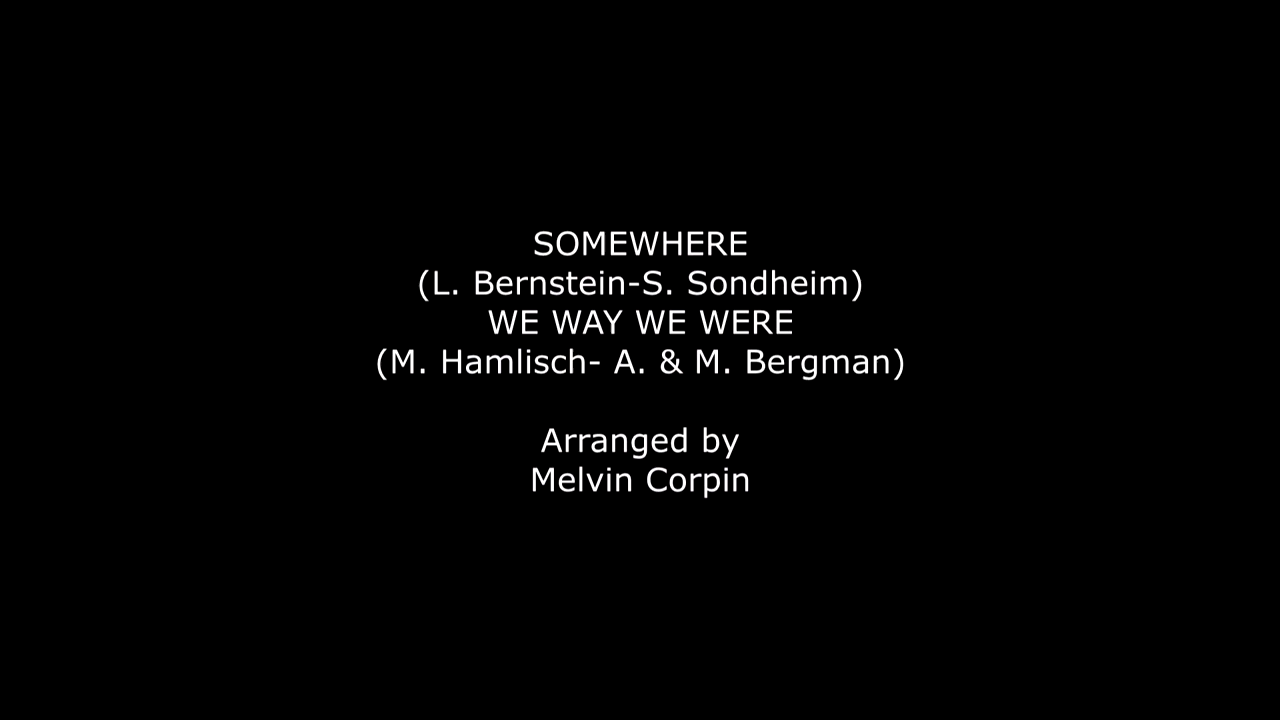 SOMEWHERE
(L. Bernstein-S. Sondheim)
WE WAY WE WERE
(M. Hamlisch- A. & M. Bergman)
Arranged by
Melvin Corpin